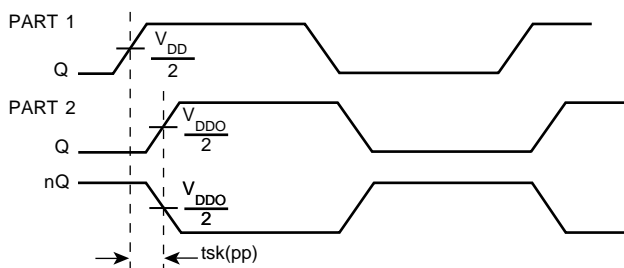 PART 1
V DD
Q
2
PART 2
V DDO
Q
2
nQ
V DDO
2
tsk(pp)